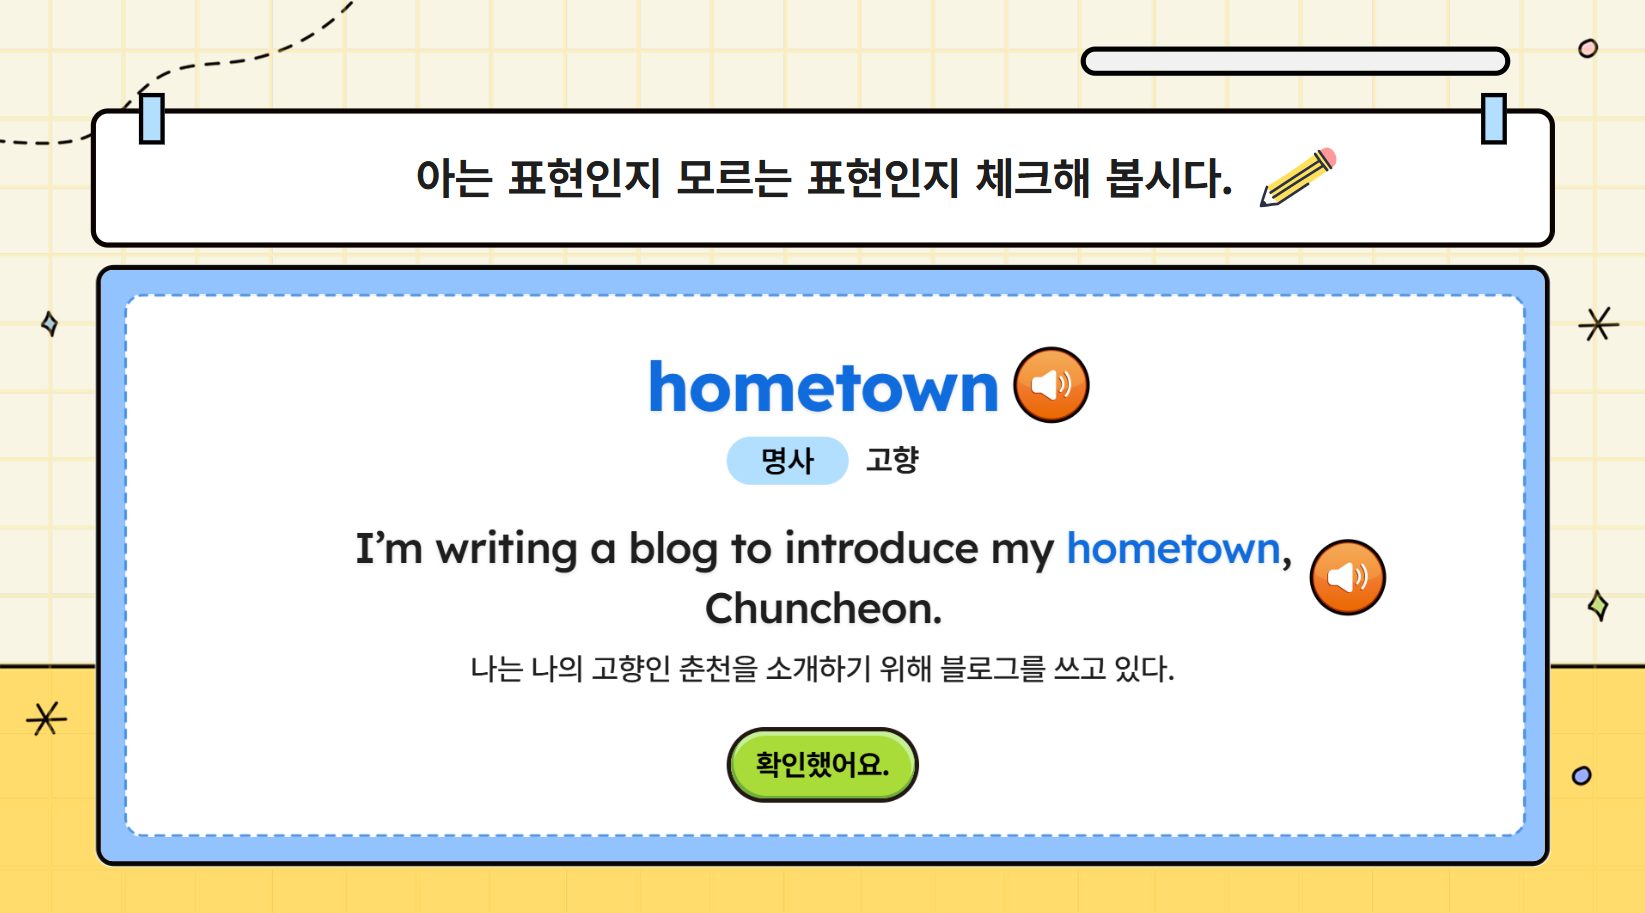 아는 표현인지 모르는 표현인지 체크해 봅시다.
hometown
명사 고향
I'm writing a blog to introduce my hometown,
Chuncheon.
나는 나의 고향인 춘천을 소개하기 위해 블로그를 쓰고 있다.
확인했어요.